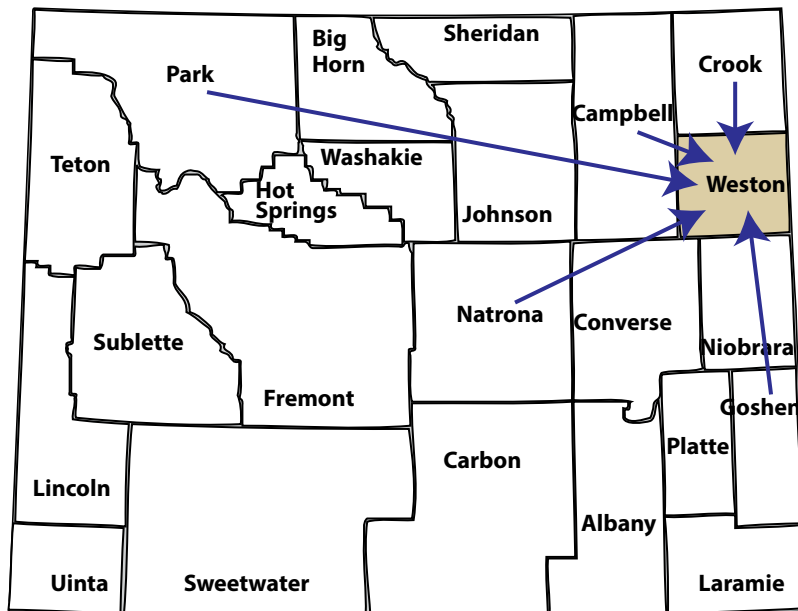 Sheridan
Big
Horn
Park
Crook
Campbell
Teton
Washakie
Weston
Hot
Springs
Johnson
Natrona
Converse
Sublette
Niobrara
Fremont
Goshen
Platte
Carbon
Lincoln
Albany
Uinta
Sweetwater
Laramie